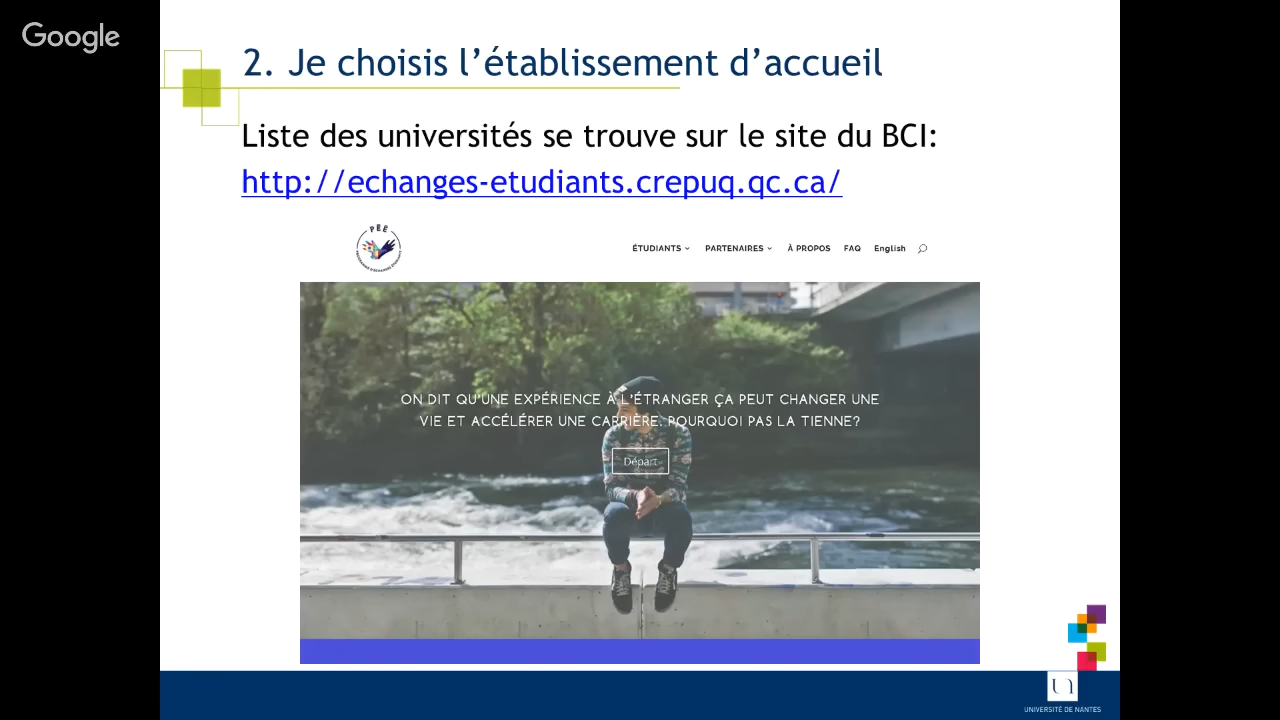 Google
2. Je choisis l’établissement d’accueil
Liste des universités se trouve sur le site du BCI:
http://echanges-etudiants.crepuq.qc.ca/
PÉÉ
ÉTUDIANTS
PARTENAIRES
À PROPOS
FAQ
English
ON DIT QU’UNE EXPÉRIENCE À L’ÉTRANGER ÇA PEUT CHANGER UNE
VIE ET ACCÉLÉRER UNE CARRIÈRE. POURQUOI PAS LA TIENNE?
Départ
UNIVERSITÉ DE NANTES